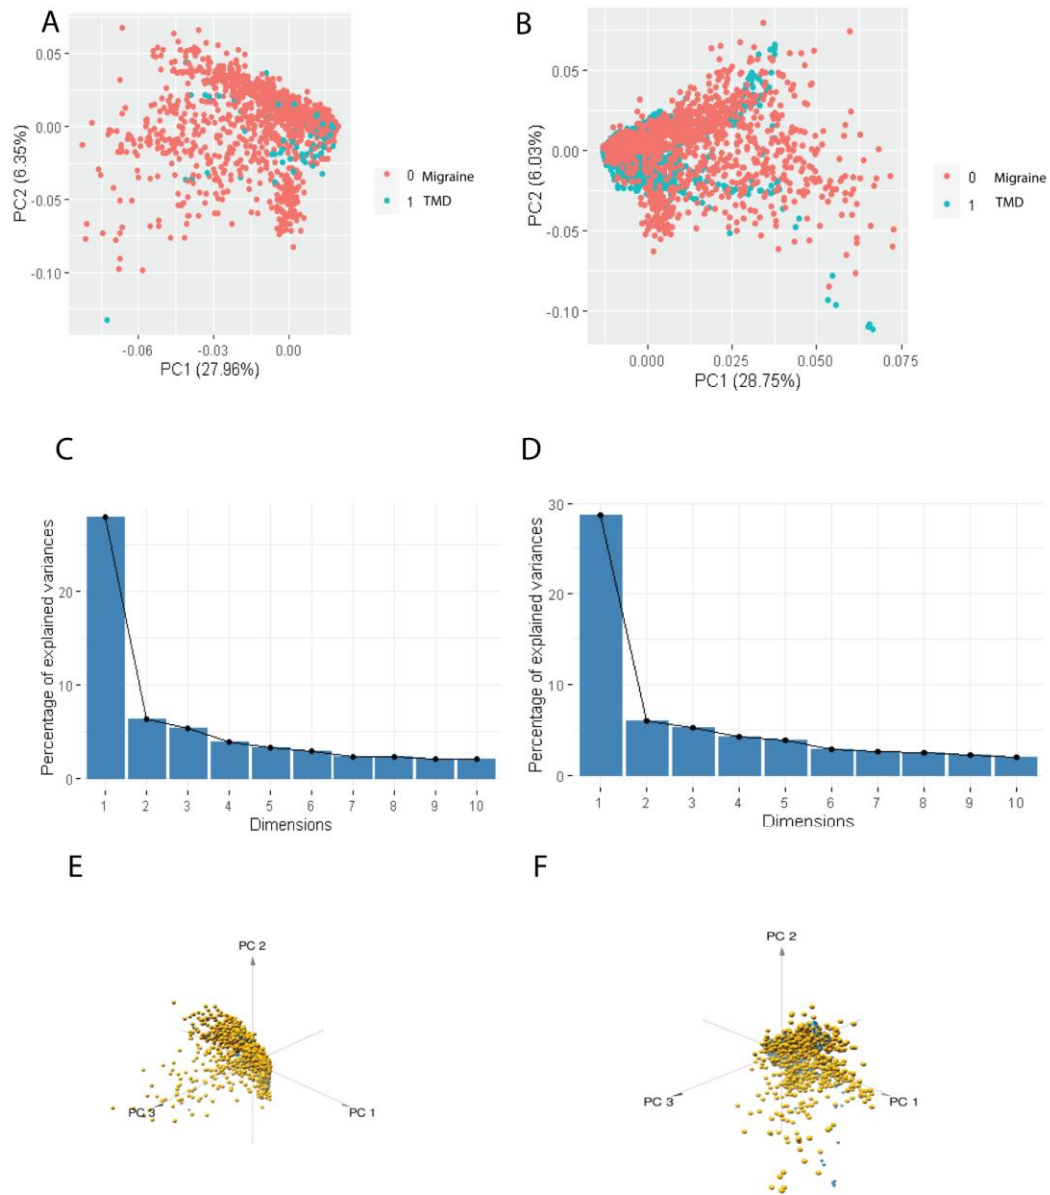 A
0.05
0.00
-0.05
-0.10
PC2 (6.35%)
-0.06 -0.03 0.00
PC1 (27.96%)
0 Migraine
1 TMD
B
0.05
0.00
-0.05
-0.10
PC2 (6.03%)
0.000 0.025 0.050 0.075
PC1 (28.75%)
0 Migraine
1 TMD
C
Percentage of explained variances
20
10
0
1 2 3 4 5 6 7 8 9 10
Dimensions
D
Percentage of explained variances
30
20
10
0
1 2 3 4 5 6 7 8 9 10
Dimensions
E
PC 2
PC 3
PC 1
F
PC 2
PC 3
PC 1